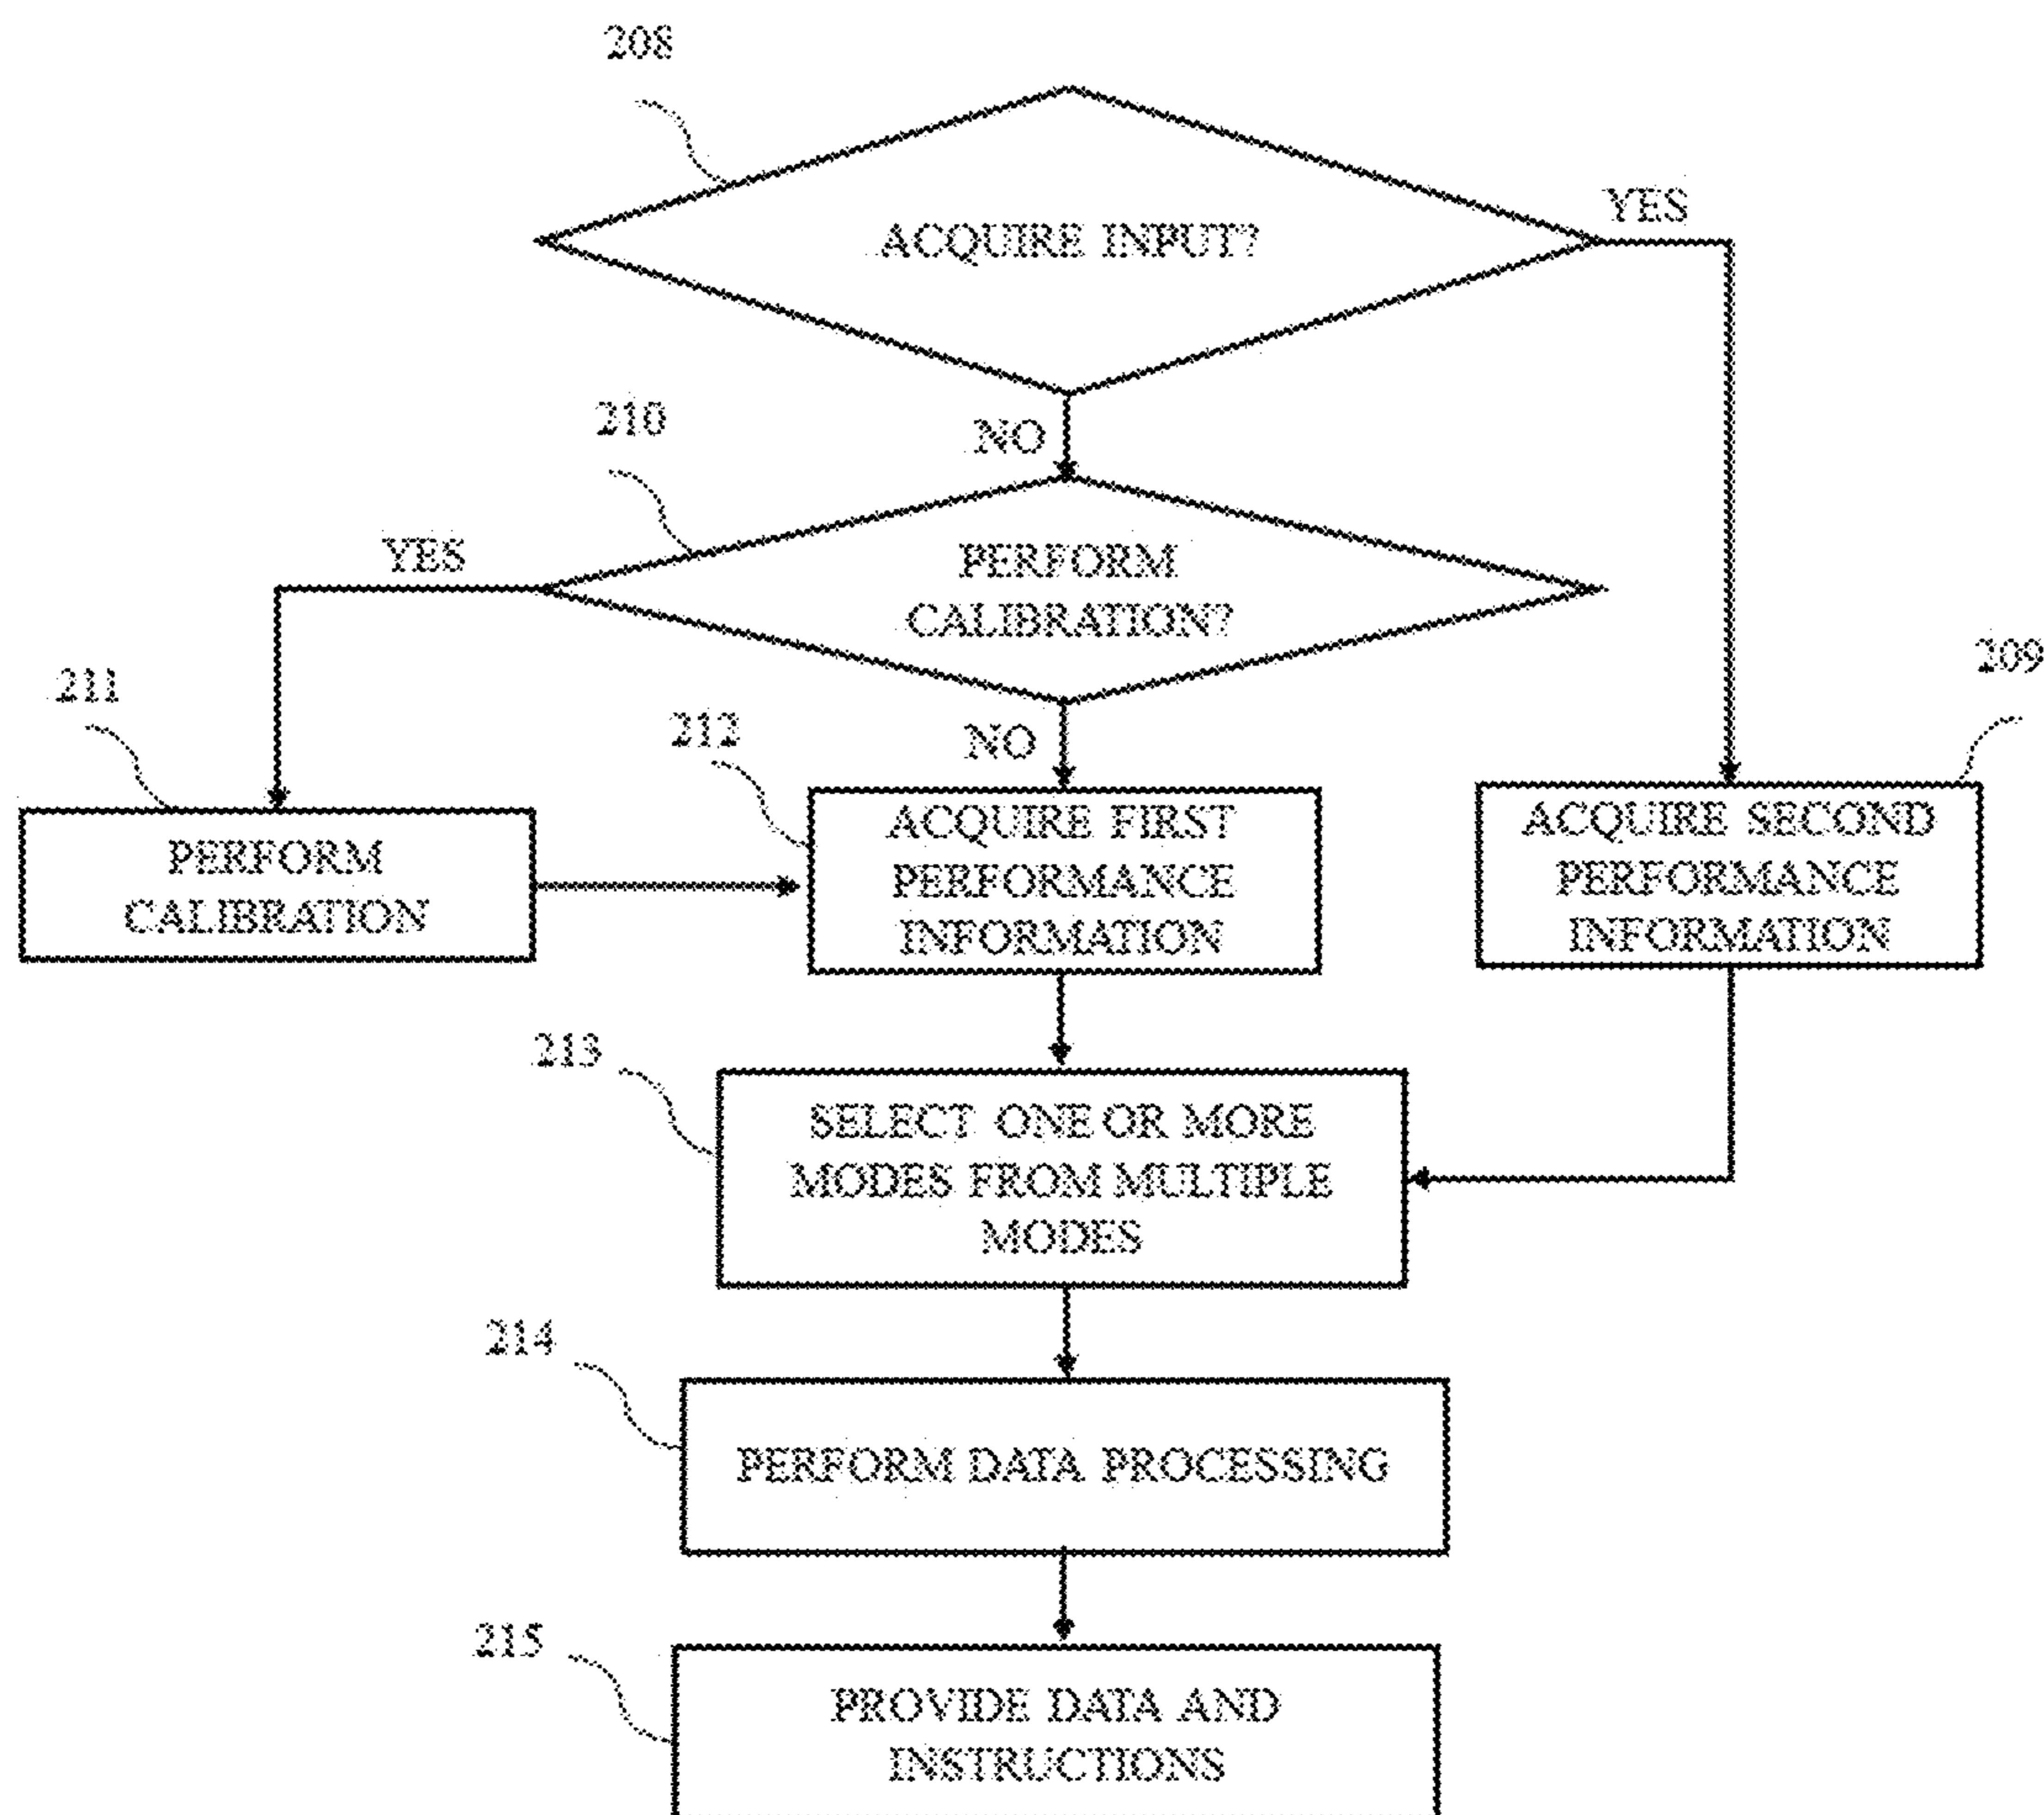 208
ACQUIRE INPUT?
YES
NO
210
PERFORM
CALIBRATION?
YES
NO
209
211
212
PERFORM
CALIBRATION
ACQUIRE FIRST
PERFORMANCE
INFORMATION
ACQUIRE SECOND
PERFORMANCE
INFORMATION
213
SELECT ONE OR MORE
MODES FROM MULTIPLE
MODES
214
PERFORM DATA PROCESSING
215
PROVIDE DATA AND
INSTRUCTIONS